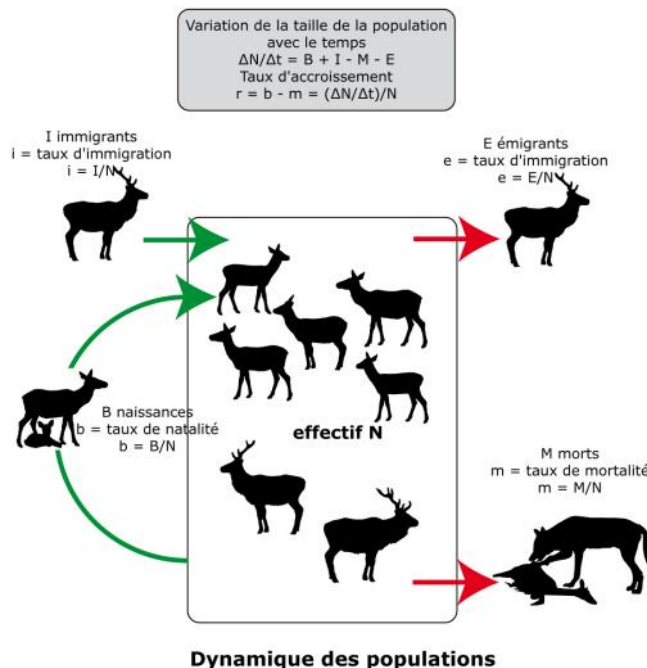 Variation de la taille de la population
avec le temps
ΔN/Δt = B + I - M - E
Taux d'accroissement
r = b - m = (ΔN/Δt)/N
I immigrants
i = taux d'immigration
i = I/N
E émigrants
e = taux d'immigration
e = E/N
B naissances
b = taux de natalité
b = B/N
effectif N
M morts
m = taux de mortalité
m = M/N
Dynamique des populations